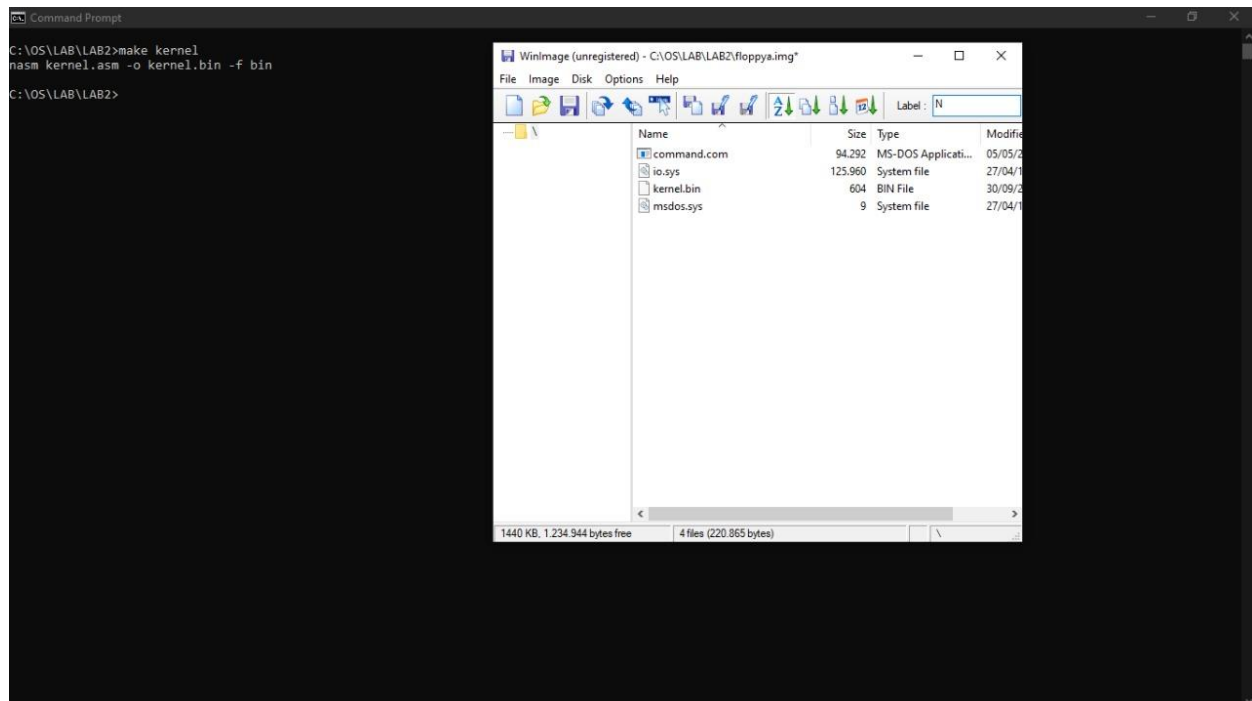 Command Prompt
C:\OS\LAB\LAB2>make kernel
nasm kernel.asm -o kernel.bin -f bin
C:\OS\LAB\LAB2>
WinImage (unregistered) - C:\OS\LAB\LAB2\floppya.img*
File Image Disk Options Help
Label : N
\
Name Size Type Modifie
command.com 94.292 MS-DOS Applicati... 05/05/2
io.sys 125.960 System file 27/04/1
kernel.bin 604 BIN File 30/09/2
msdos.sys 9 System file 27/04/1
1440 KB, 1.234.944 bytes free 4 files (220.865 bytes) \